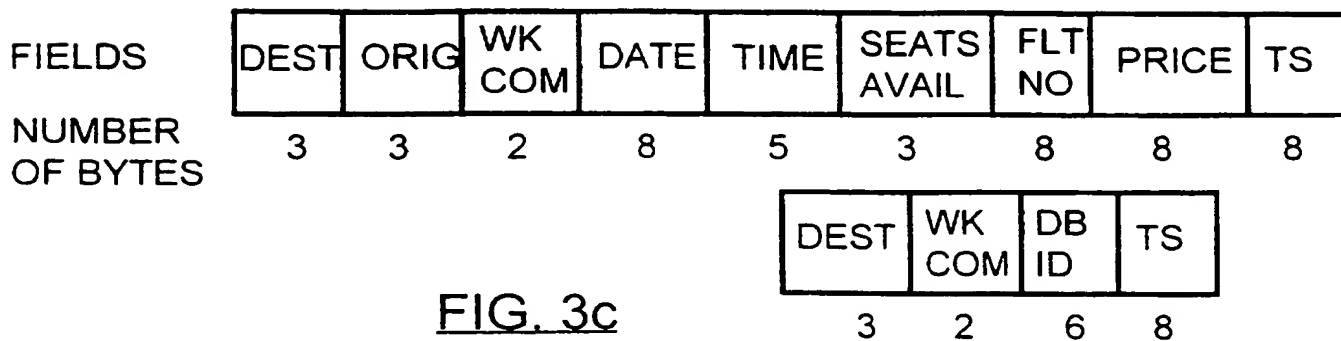 FIELDS DEST ORIG WK COM DATE TIME SEATS AVAIL FLT NO PRICE TS
NUMBER OF BYTES 3 3 2 8 5 3 8 8 8
DEST WK COM DB ID TS
3 2 6 8
FIG. 3c